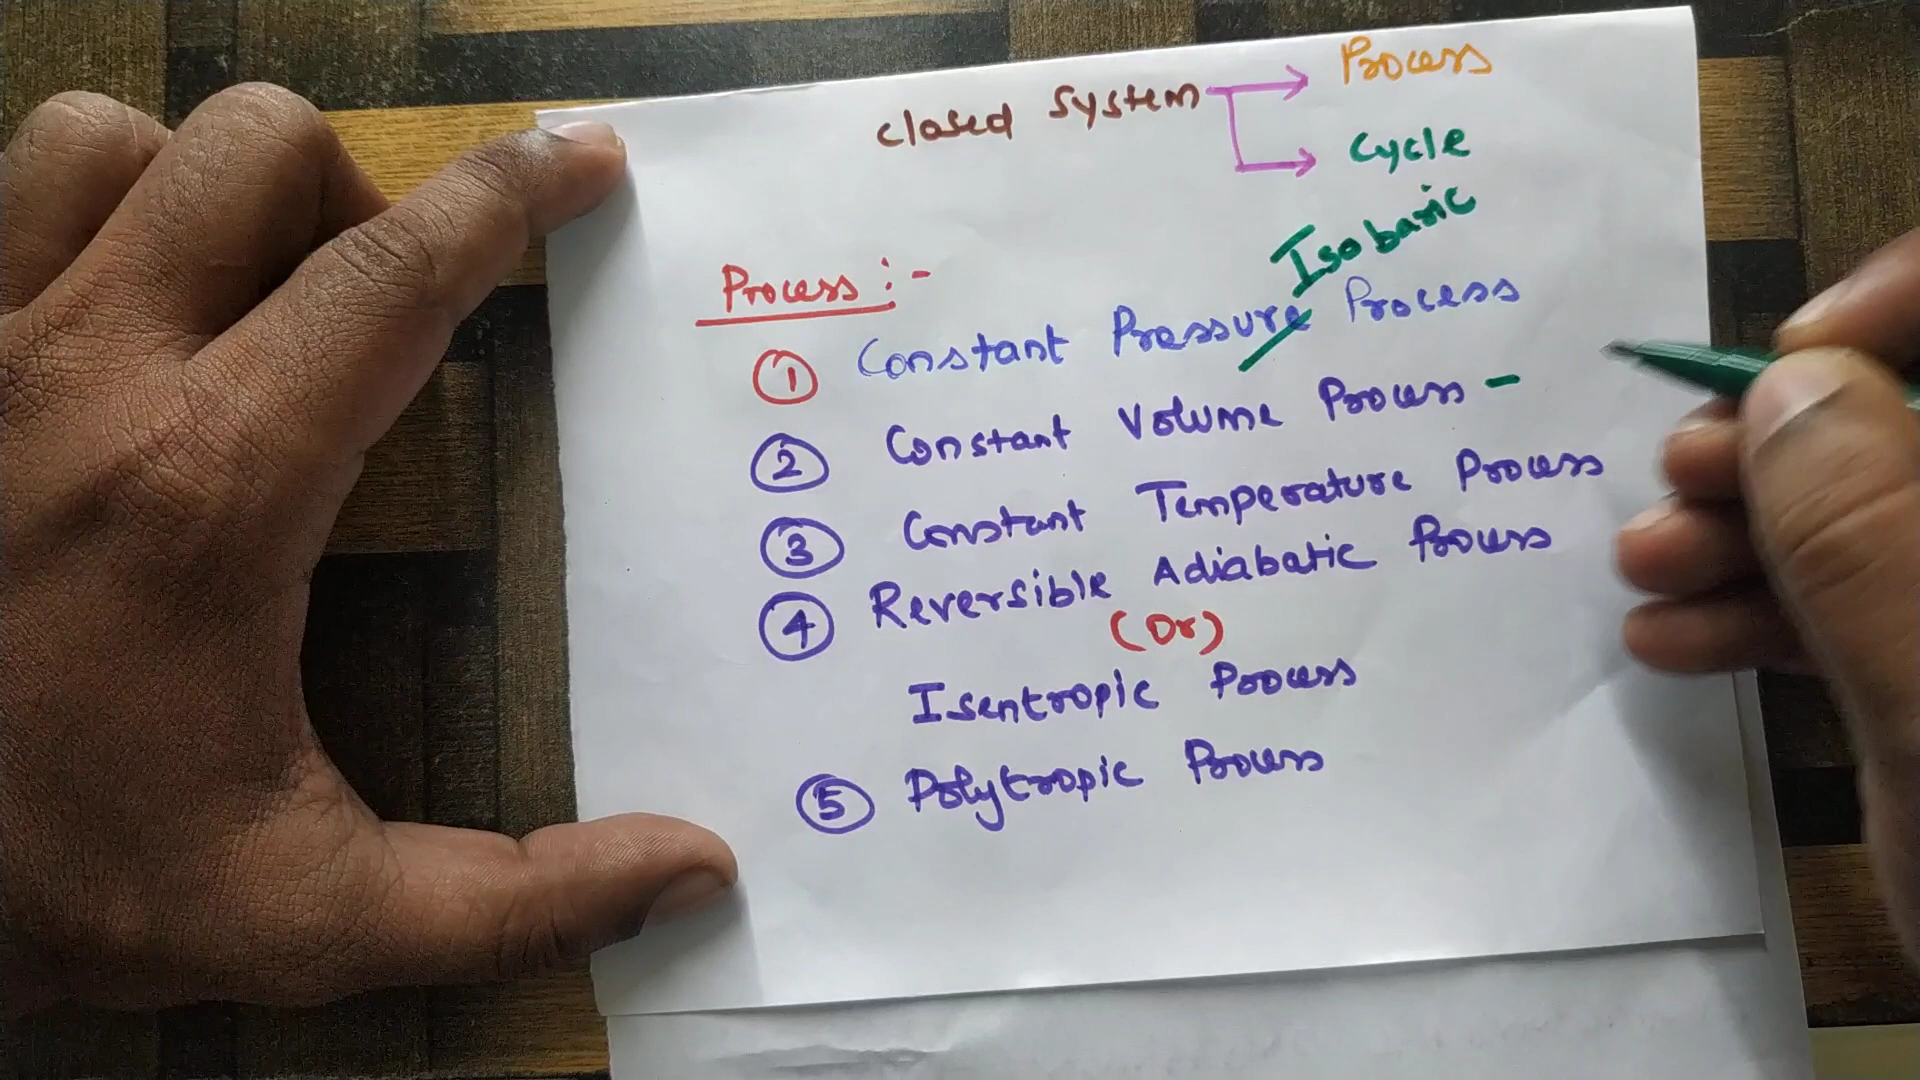 Closed System → Process
→ Cycle
Isobaric
Process :-
① Constant Pressure Process
② Constant Volume Process -
③ Constant Temperature Process
④ Reversible Adiabatic Process
(Or)
Isentropic Process
⑤ Polytropic Process